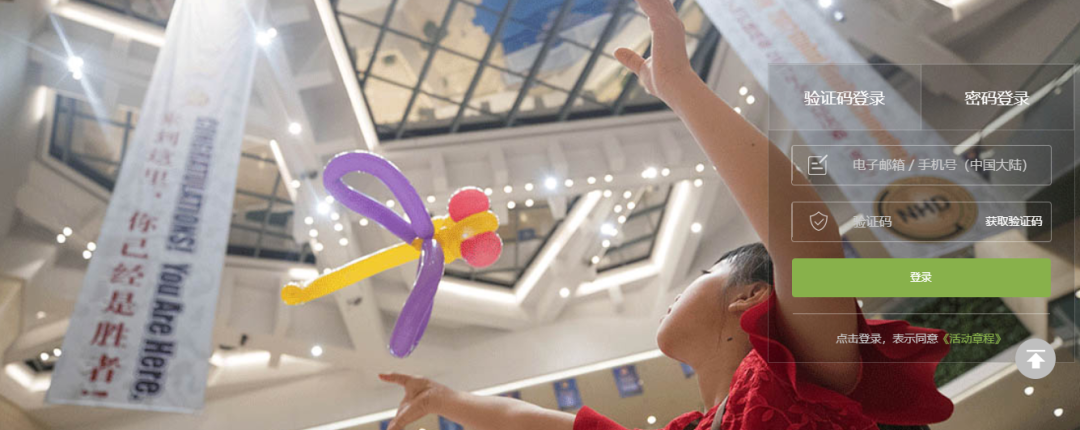 CONGRATULATIONS! You Are Here,
来到这里，你已经是胜者！
验证码登录
密码登录
电子邮箱 / 手机号（中国大陆）
NHD
验证码
获取验证码
登录
点击登录，表示同意《活动章程》